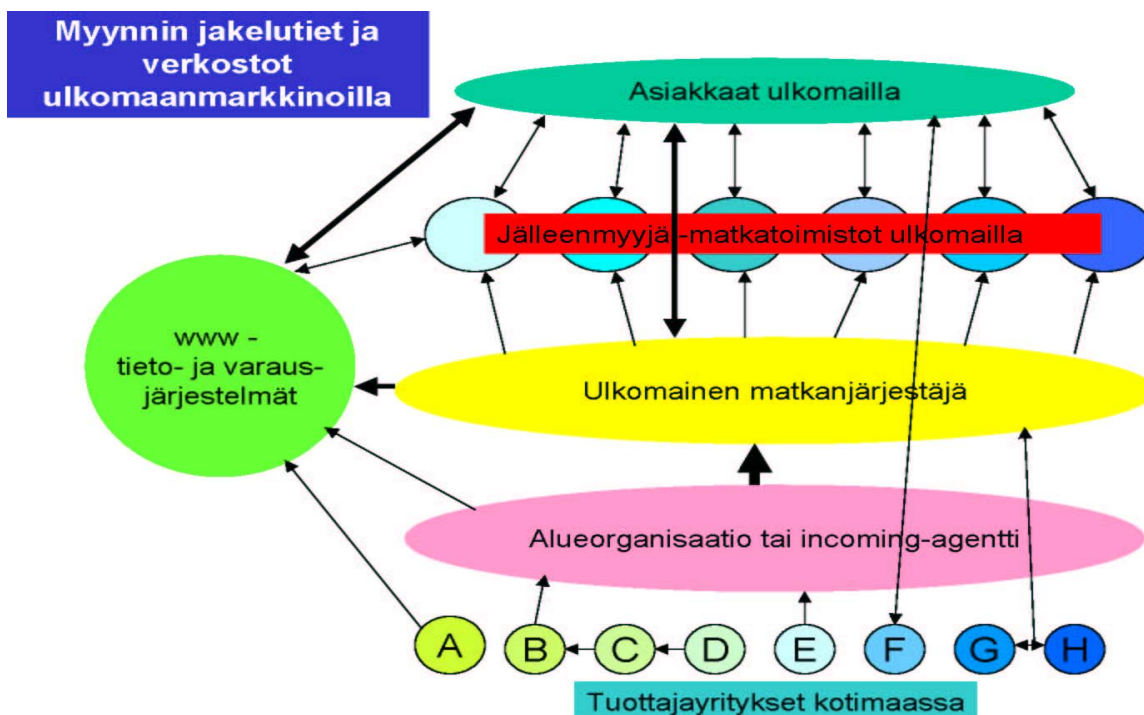 Myynnin jakelutiet ja
verkostot
ulkomaanmarkkinoilla
Asiakkaat ulkomailla
Jälleenmyyjä -matkatoimistot ulkomailla
www -
tieto- ja varaus-
järjestelmät
Ulkomainen matkanjärjestäjä
Alueorganisaatio tai incoming-agentti
A B C D E F G H
Tuottajayritykset kotimaassa